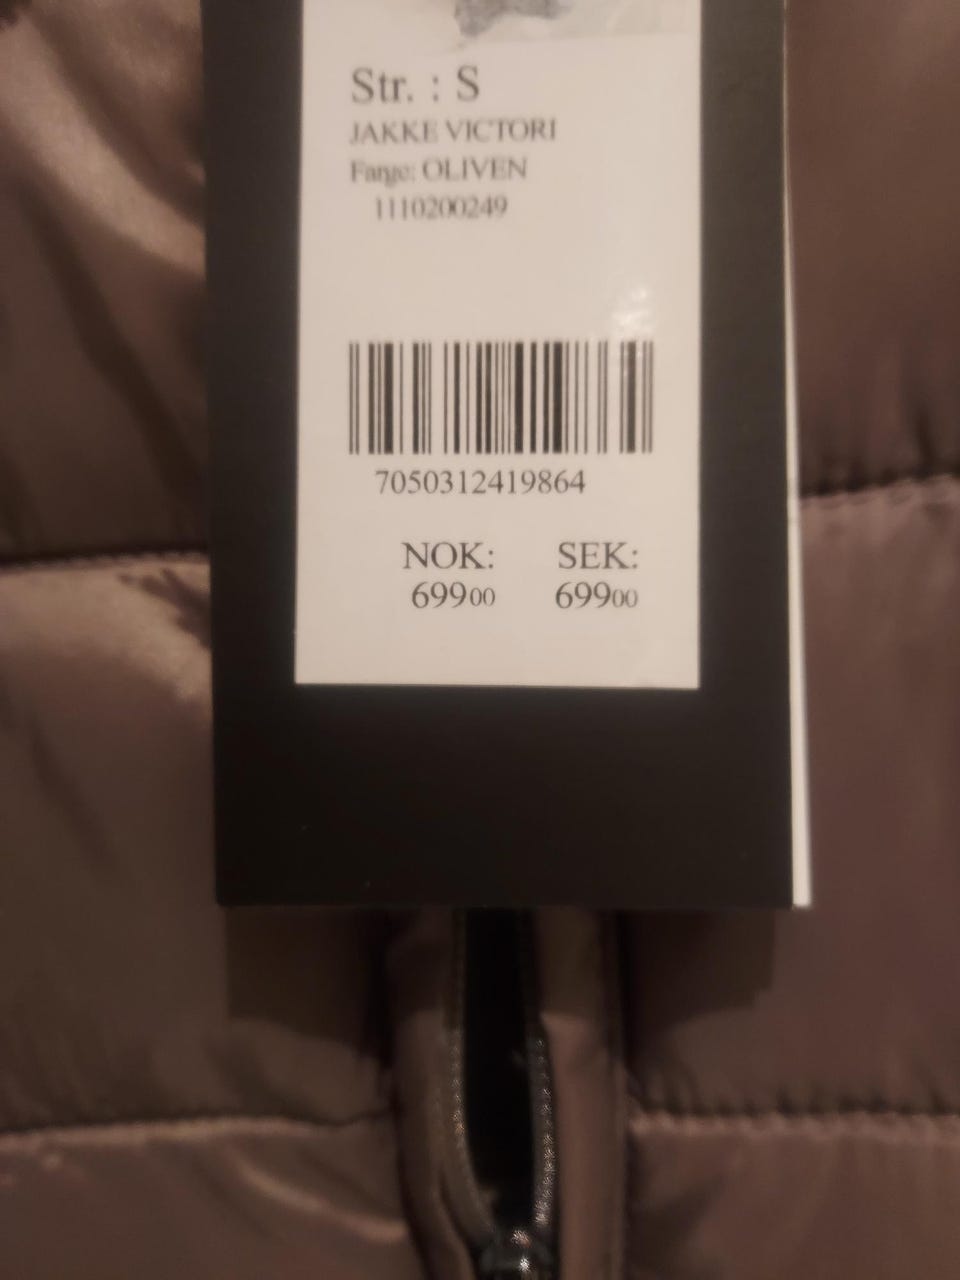 Str. : S
JAKKE VICTORI
Farge: OLIVEN
1110200249
7050312419864
NOK: SEK:
69900 69900